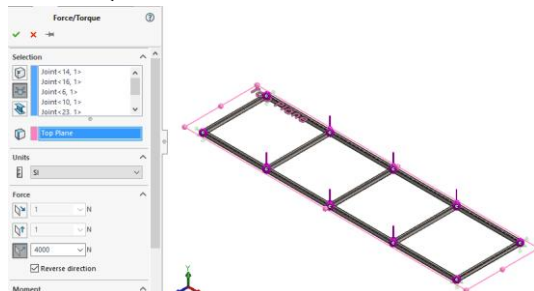 Force/Torque
Selection
Joint<14, 1>
Joint<16, 1>
Joint<6, 1>
Joint<10, 1>
Joint<23, 1>
Top Plane
Units
SI
Force
1 N
1 N
4000 N
Reverse direction
Moment
Y